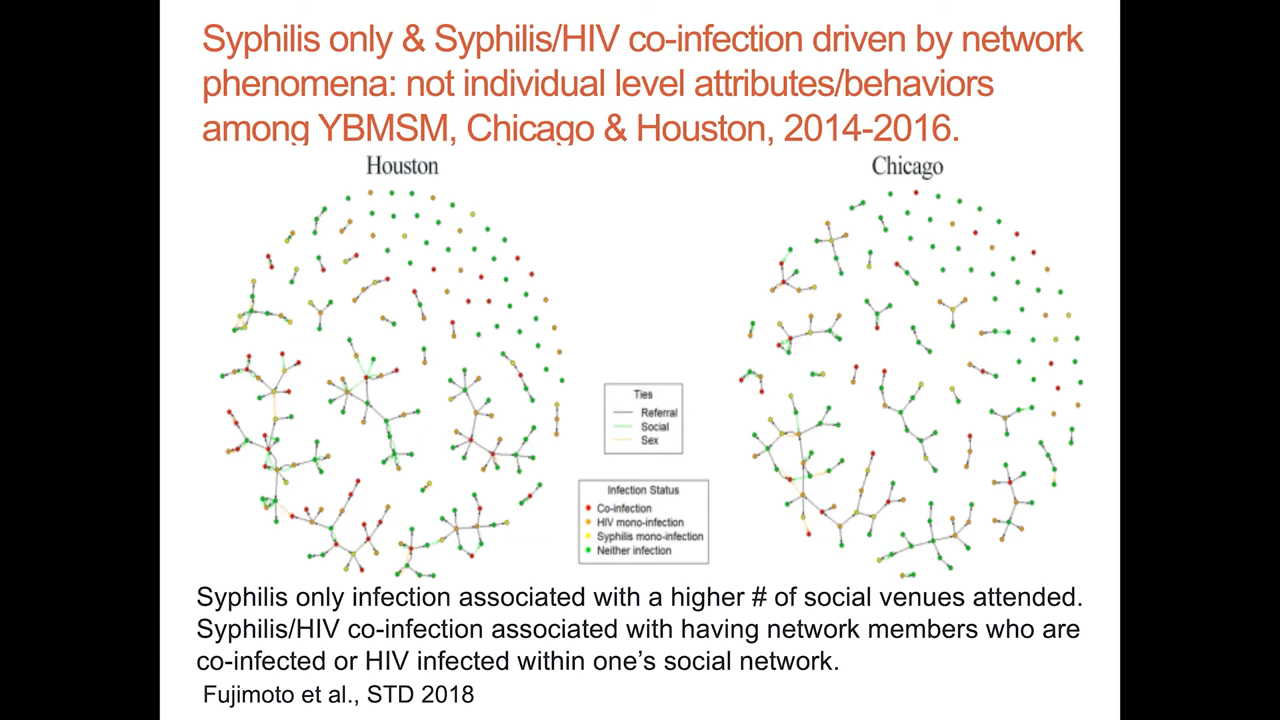 Syphilis only & Syphilis/HIV co-infection driven by network
phenomena: not individual level attributes/behaviors
among YBMSM, Chicago & Houston, 2014-2016.
Houston
Chicago
Ties
Referral
Social
Sex
Infection Status
Co-infection
HIV mono-infection
Syphilis mono-infection
Neither infection
Syphilis only infection associated with a higher # of social venues attended.
Syphilis/HIV co-infection associated with having network members who are
co-infected or HIV infected within one's social network.
Fujimoto et al., STD 2018